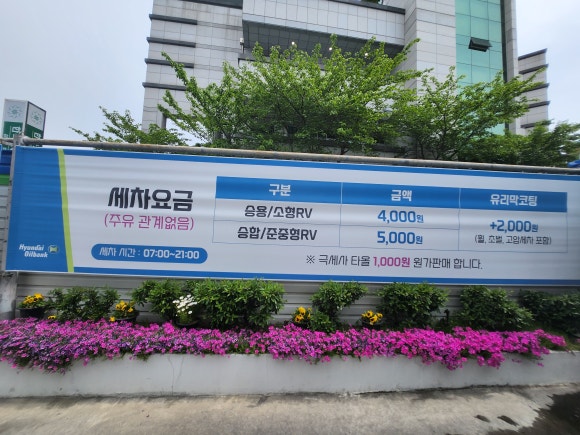 세차요금
(주유 관계없음)
세차 시간 : 07:00~21:00
Hyundai
Oilbank
구분 금액 유리막코팅
승용/소형RV 4,000원 +2,000원
승합/준중형RV 5,000원 (월, 초벌, 고압세차 포함)
※ 극세사 타올 1,000원 원가판매 합니다.